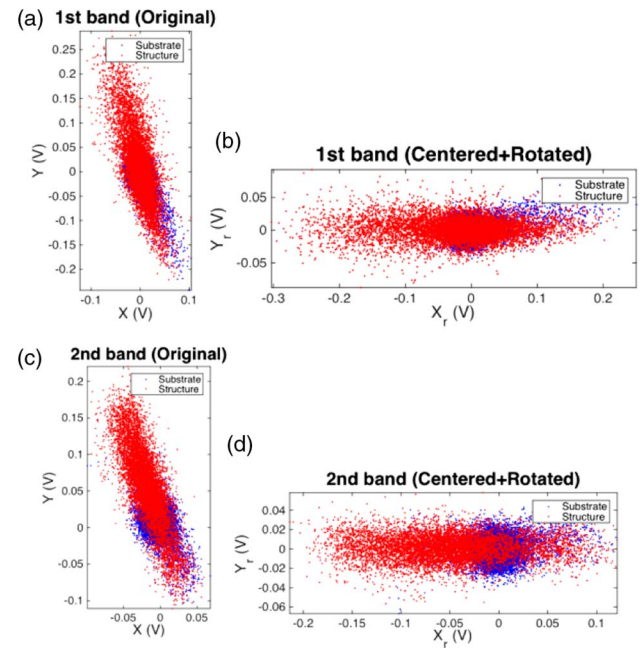 (a)
1st band (Original)
Substrate
Structure
0.25
0.2
0.15
0.1
0.05
0
-0.05
-0.1
-0.15
-0.2
Y (V)
-0.1 0 0.1
X (V)
(b)
1st band (Centered+Rotated)
Substrate
Structure
0.05
0
-0.05
Yr (V)
-0.3 -0.2 -0.1 0 0.1 0.2
Xr (V)
(c)
2nd band (Original)
Substrate
Structure
0.2
0.15
0.1
0.05
0
-0.05
-0.1
Y (V)
-0.05 0 0.05
X (V)
(d)
2nd band (Centered+Rotated)
Substrate
Structure
0.04
0.02
0
-0.02
-0.04
-0.06
Yr (V)
-0.2 -0.15 -0.1 -0.05 0 0.05 0.1
Xr (V)